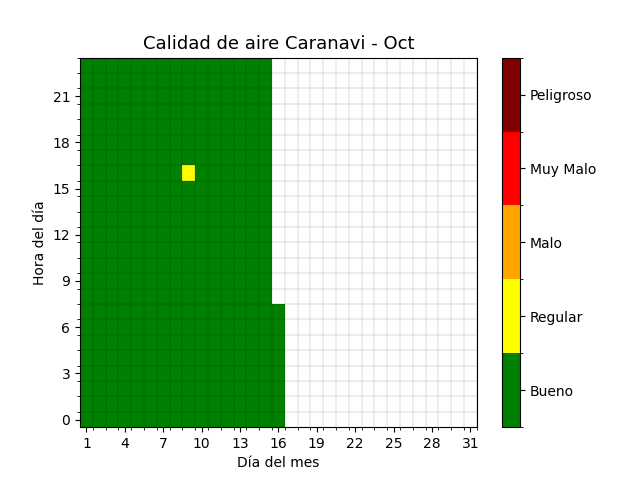 Calidad de aire Caranavi - Oct
Hora del día
21
18
15
12
9
6
3
0
1 4 7 10 13 16 19 22 25 28 31
Día del mes
Peligroso
Muy Malo
Malo
Regular
Bueno